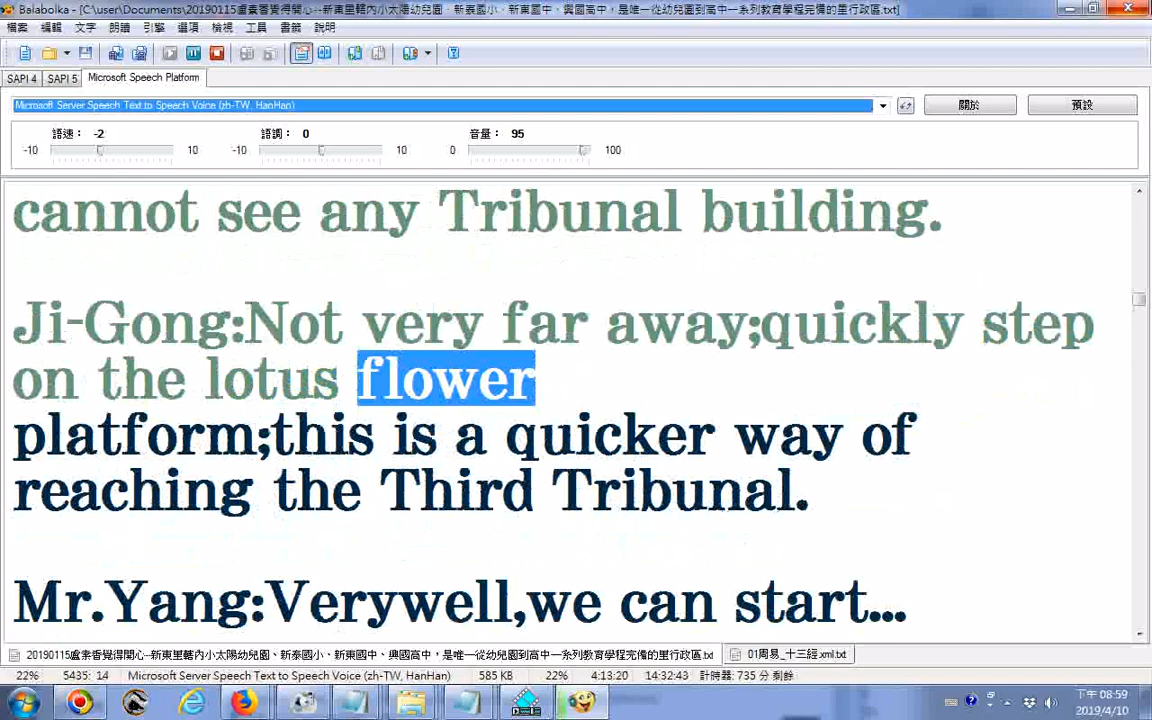 Balabolka - [C:\user\Documents\20190115盧素香覺得開心--新東里轄內小太陽幼兒園、新泰國小、新東國中、興國高中，是唯一從幼兒園到高中一系列教育學程完備的里行政區.txt]
檔案 編輯 文字 朗讀 引擎 選項 檢視 工具 書籤 說明
SAPI 4 SAPI 5 Microsoft Speech Platform
Microsoft Server Speech Text to Speech Voice (zh-TW, HanHan)
關於 預設
語速： -2 語調： 0 音量： 95
-10 10 -10 10 0 100
cannot see any Tribunal building.
Ji-Gong:Not very far away;quickly step
on the lotus flower
platform;this is a quicker way of
reaching the Third Tribunal.
Mr.Yang:Verywell,we can start...
20190115盧素香覺得開心--新東里轄內小太陽幼兒園、新泰國小、新東國中、興國高中，是唯一從幼兒園到高中一系列教育學程完備的里行政區.txt 01周易_十三經.xml.txt
22% 5435: 14 Microsoft Server Speech Text to Speech Voice (zh-TW, HanHan) 585 KB 22% 4:13:20 14:32:43 計時器：735 分 剩餘
下午 08:59
2019/4/10